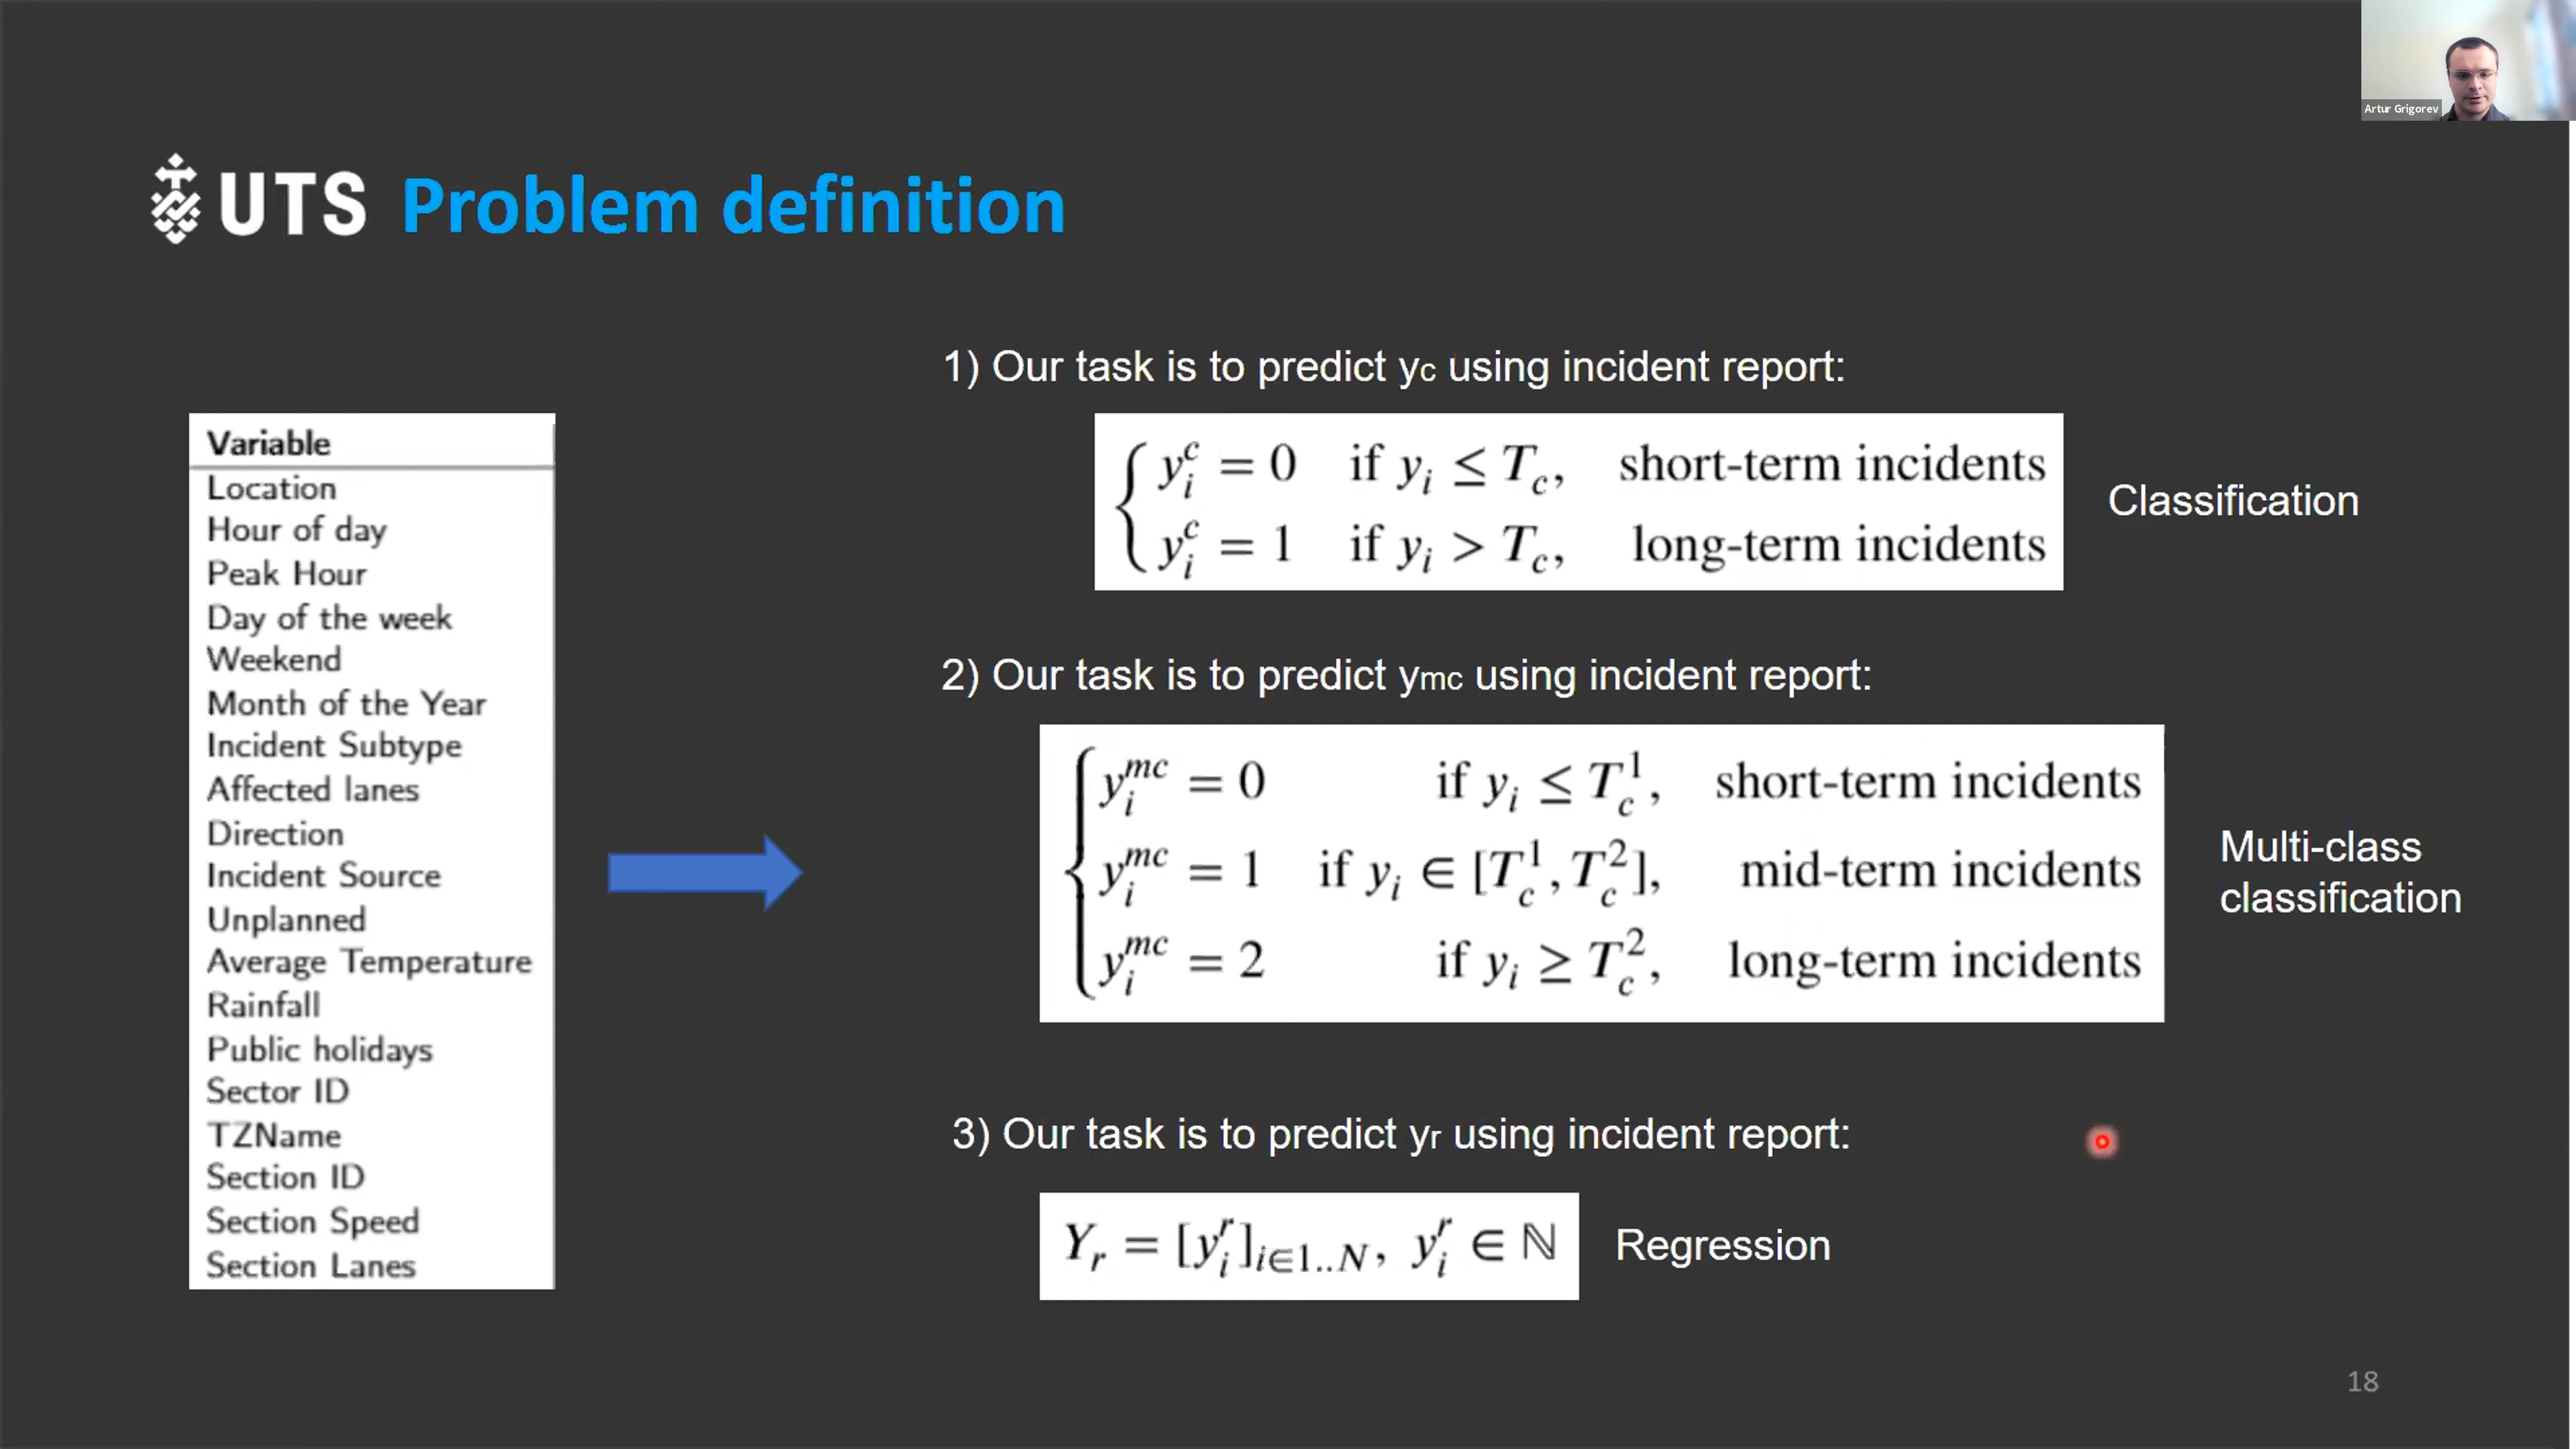 Artur Grigorev
UTS Problem definition
Variable
Location
Hour of day
Peak Hour
Day of the week
Weekend
Month of the Year
Incident Subtype
Affected lanes
Direction
Incident Source
Unplanned
Average Temperature
Rainfall
Public holidays
Sector ID
TZName
Section ID
Section Speed
Section Lanes
1) Our task is to predict yc using incident report:
y_i^c = 0 if y_i ≤ T_c, short-term incidents
y_i^c = 1 if y_i > T_c, long-term incidents
Classification
2) Our task is to predict ymc using incident report:
y_i^{mc} = 0 if y_i ≤ T_c^1, short-term incidents
y_i^{mc} = 1 if y_i ∈ [T_c^1, T_c^2], mid-term incidents
y_i^{mc} = 2 if y_i ≥ T_c^2, long-term incidents
Multi-class
classification
3) Our task is to predict yr using incident report:
Y_r = [y_i^r]_{i∈1..N}, y_i^r ∈ ℕ
Regression
18